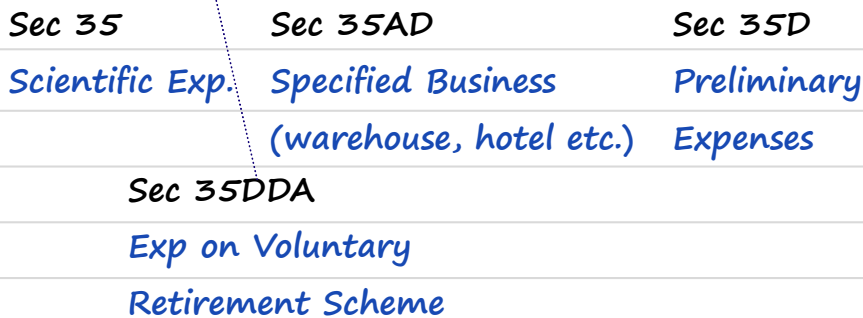 Sec 35 Sec 35AD Sec 35D
Scientific Exp. Specified Business Preliminary
(warehouse, hotel etc.) Expenses
Sec 35DDA
Exp on Voluntary
Retirement Scheme